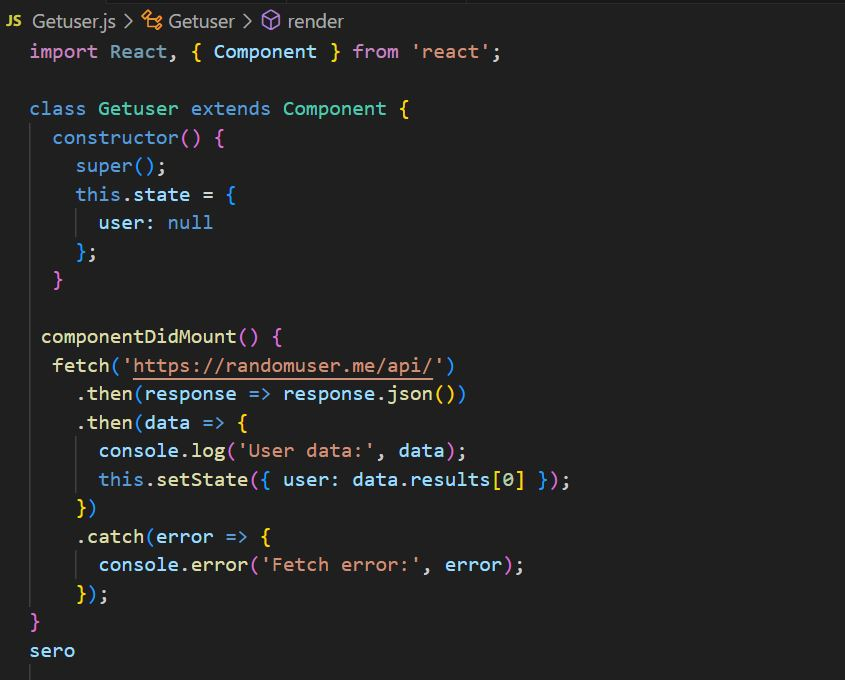 JS Getuser.js > Getuser > render
import React, { Component } from 'react';
class Getuser extends Component {
constructor() {
super();
this.state = {
user: null
};
}
componentDidMount() {
fetch('https://randomuser.me/api/')
.then(response => response.json())
.then(data => {
console.log('User data:', data);
this.setState({ user: data.results[0] });
})
.catch(error => {
console.error('Fetch error:', error);
});
}
sero